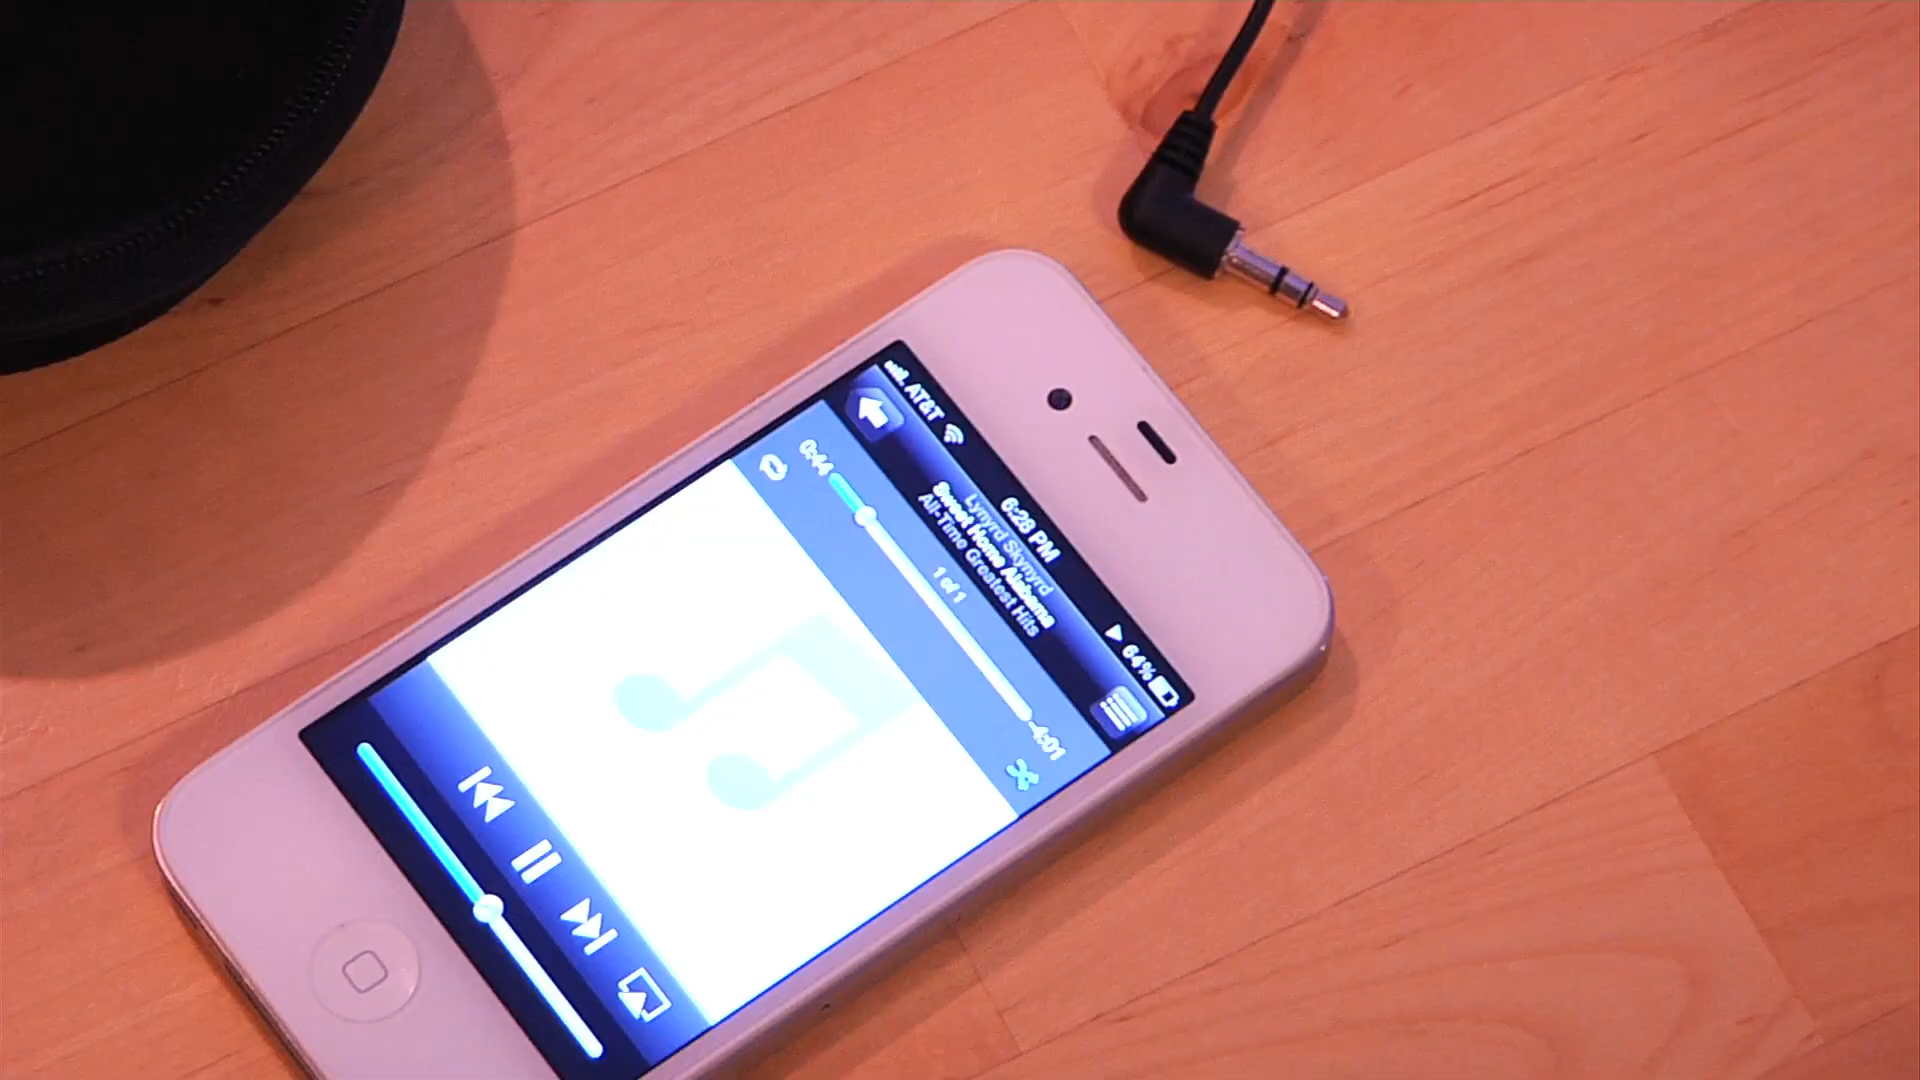 AT&T
6:28 PM
64%
Lynyrd Skynyrd
Sweet Home Alabama
All-Time Greatest Hits
0:44
1 of 1
-4:01